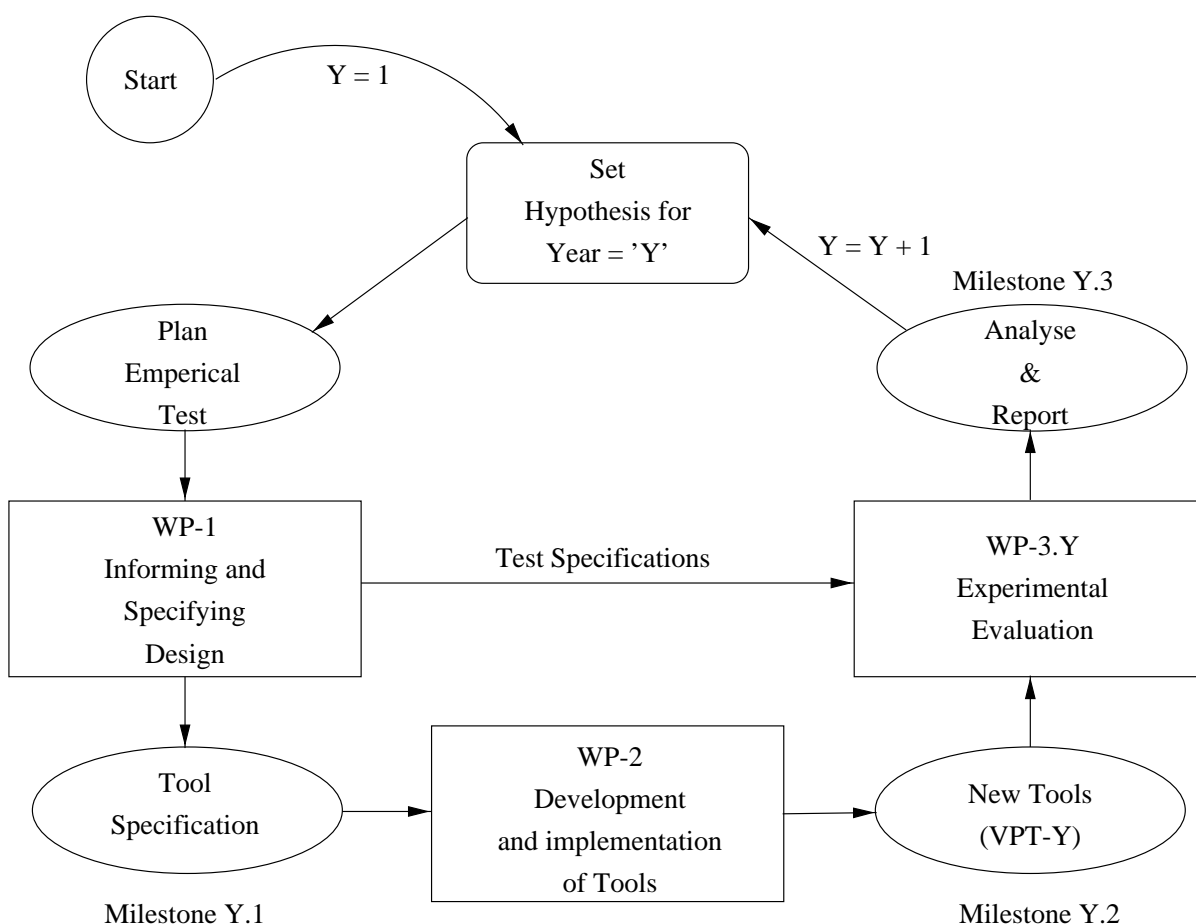 Start
Y = 1
Set
Hypothesis for
Year = ’Y’
Y = Y + 1
Milestone Y.3
Plan
Emperical
Test
Analyse
&
Report
WP-1
Informing and
Specifying
Design
Test Specifications
WP-3.Y
Experimental
Evaluation
Tool
Specification
Milestone Y.1
WP-2
Development
and implementation
of Tools
New Tools
(VPT-Y)
Milestone Y.2